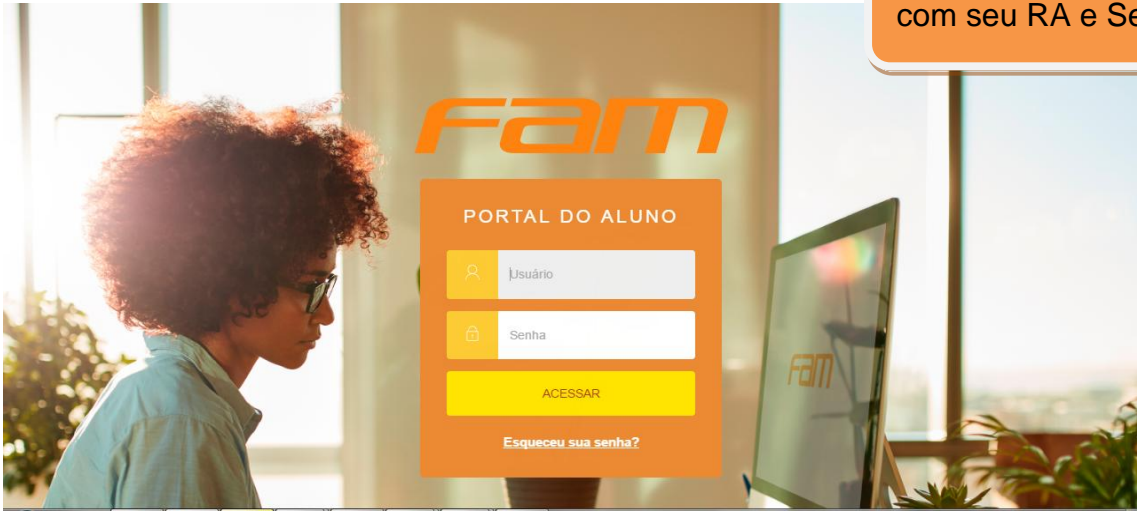 com seu RA e Se
Fam
PORTAL DO ALUNO
Usuário
Senha
ACESSAR
Esqueceu sua senha?
Fam